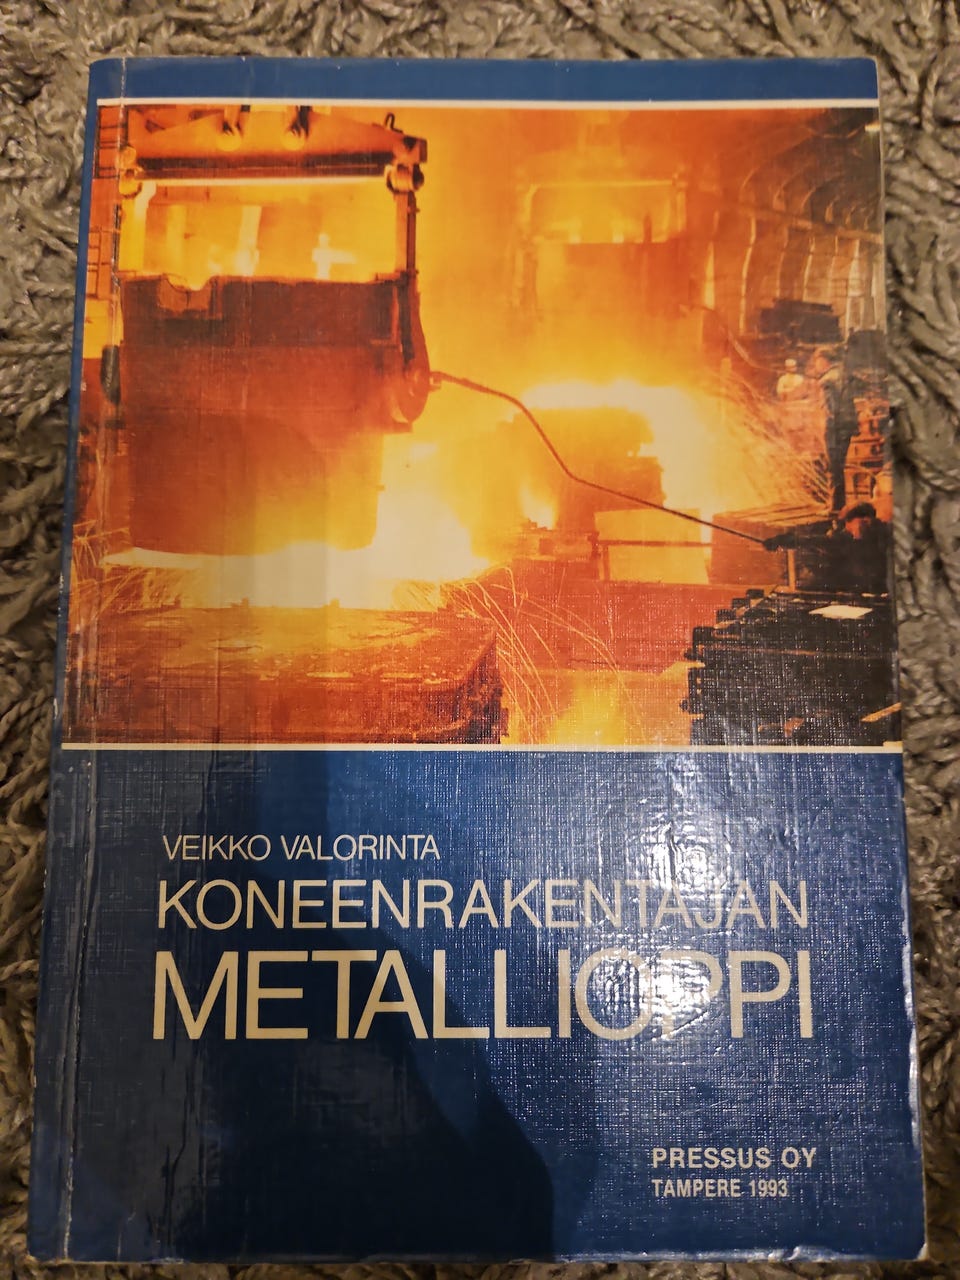 VEIKKO VALORINTA
KONEENRAKENTAJAN
METALLIOPPI
PRESSUS OY
TAMPERE 1993